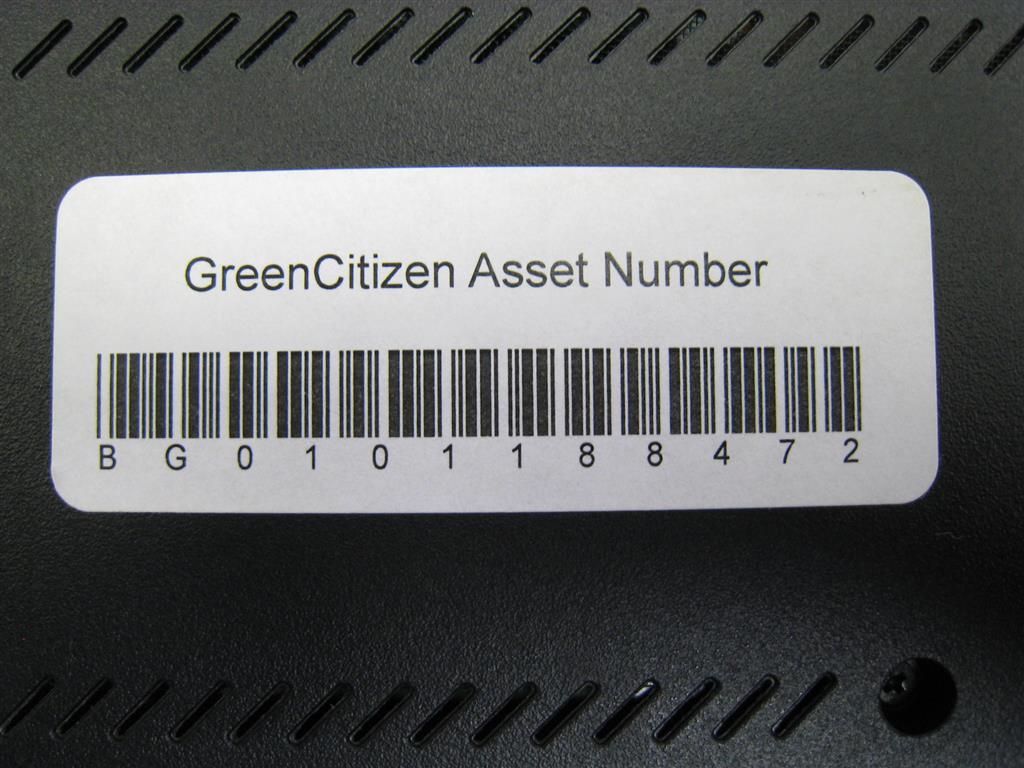 GreenCitizen Asset Number
B G 0 1 0 1 1 8 8 4 7 2